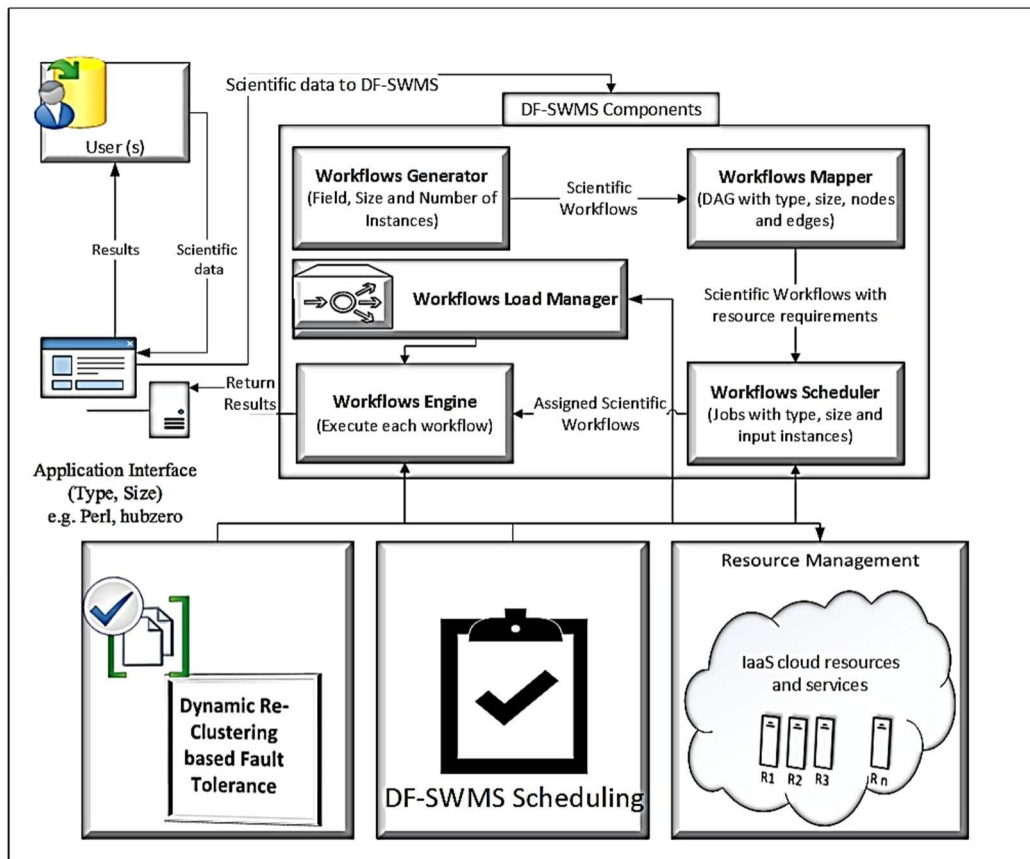 Scientific data to DF-SWMS
DF-SWMS Components
User (s)
Results
Scientific
data
Workflows Generator
(Field, Size and Number of
Instances)
Scientific
Workflows
Workflows Mapper
(DAG with type, size, nodes
and edges)
Workflows Load Manager
Scientific Workflows with
resource requirements
Return
Results
Workflows Engine
(Execute each workflow)
Assigned Scientific
Workflows
Workflows Scheduler
(Jobs with type, size and
input instances)
Application Interface
(Type, Size)
e.g. Perl, hubzero
Dynamic Re-
Clustering
based Fault
Tolerance
DF-SWMS Scheduling
Resource Management
IaaS cloud resources
and services
R1 R2 R3 R n